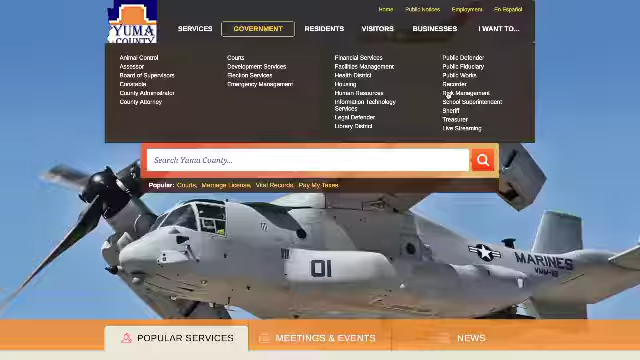 Home Public Notices Employment En Español
YUMA
COUNTY
SERVICES GOVERNMENT RESIDENTS VISITORS BUSINESSES I WANT TO...
Animal Control
Assessor
Board of Supervisors
Constable
County Administrator
County Attorney
Courts
Development Services
Election Services
Emergency Management
Financial Services
Facilities Management
Health District
Housing
Human Resources
Information Technology
Services
Legal Defender
Library District
Public Defender
Public Fiduciary
Public Works
Recorder
Risk Management
School Superintendent
Sheriff
Treasurer
Live Streaming
Search Yuma County...
Popular: Courts, Marriage License, Vital Records, Pay My Taxes
01
MARINES
POPULAR SERVICES MEETINGS & EVENTS NEWS